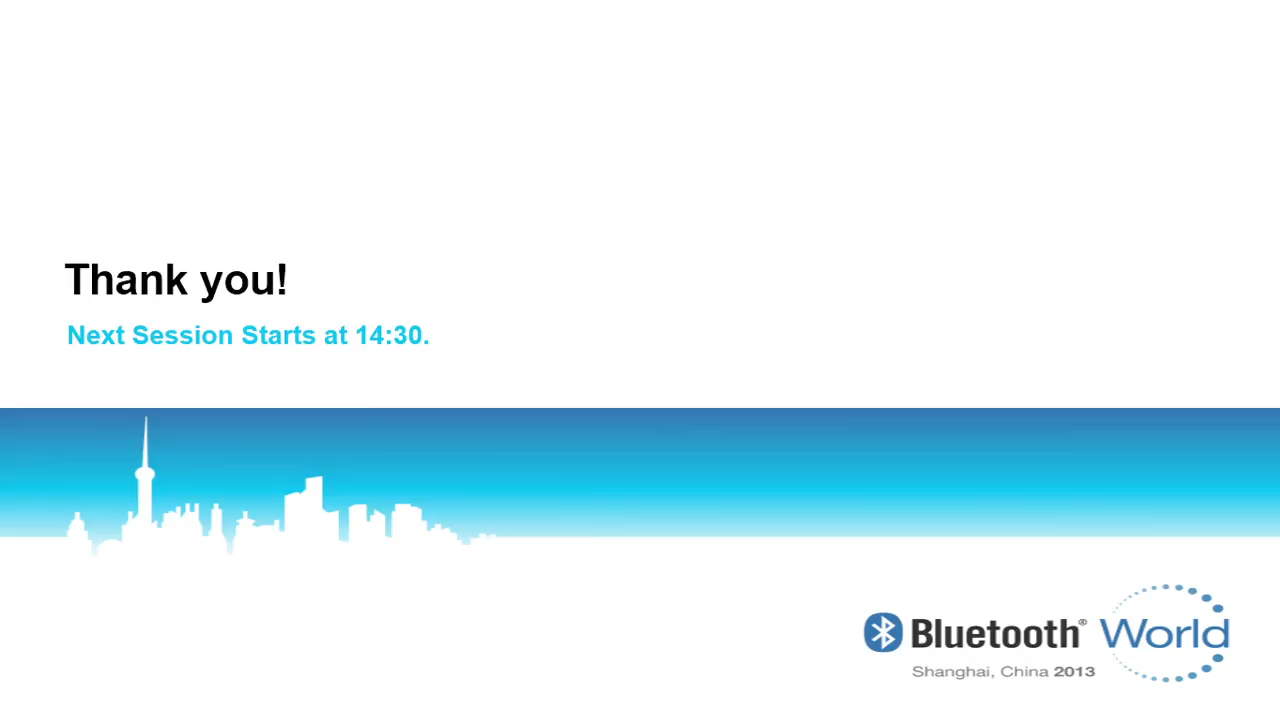 Thank you!
Next Session Starts at 14:30.
Bluetooth® World
Shanghai, China 2013